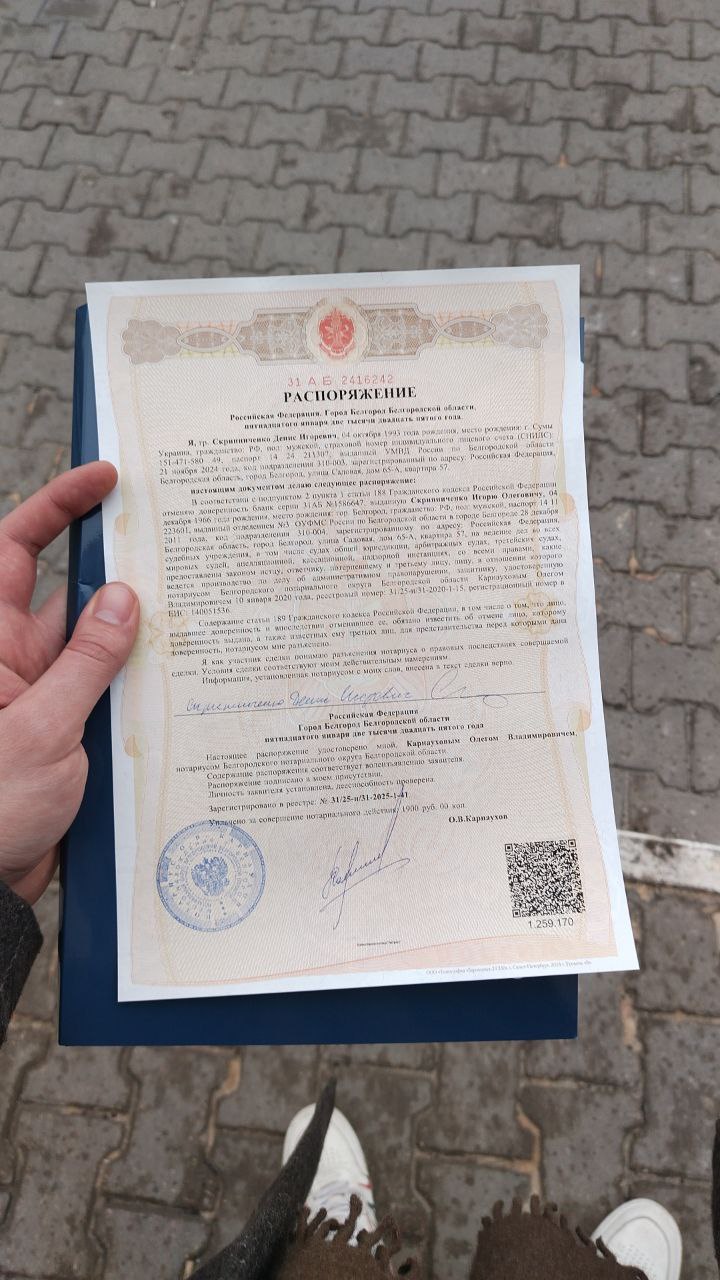 31 АБ 2416242
РАСПОРЯЖЕНИЕ
Российская Федерация. Город Белгород Белгородской области,
пятнадцатого января две тысячи двадцать пятого года.
Я, гр. Скрипниченко Денис Игоревич, 04 октября 1993 года рождения, место рождения: г. Сумы
Украина, гражданство: РФ, пол: мужской, страховой номер индивидуального лицевого счета (СНИЛС):
151-471-580 49, паспорт 14 24 211307, выданный УМВД России по Белгородской области,
21 ноября 2024 года, код подразделения 310-003, зарегистрированный по адресу: Российская Федерация,
Белгородская область, город Белгород, улица Садовая, дом 65-А, квартира 57,
настоящим документом делаю следующее распоряжение:
В соответствии с подпунктом 2 пункта 1 статьи 188 Гражданского кодекса Российской Федерации
отменяю доверенность бланк серии 31АБ №1586647, выданную Скрипниченко Игорю Олеговичу, 04
декабря 1966 года рождения, место рождения: гор. Белгород, гражданство: РФ, пол: мужской, паспорт 14 11
223601, выданный отделением №3 ОУФМС России по Белгородской области в городе Белгороде 28 декабря
2011 года, код подразделения 310-004, зарегистрированному по адресу: Российская Федерация,
Белгородская область, город Белгород, улица Садовая, дом 65-А, квартира 57, на ведение дел во всех
судебных учреждениях, в том числе судах общей юрисдикции, арбитражных судах, третейских судах,
мировых судей, апелляционной, кассационной, надзорной инстанциях, со всеми правами, какие
предоставлены законом истцу, ответчику, потерпевшему и третьему лицу, лицу, в отношении которого
ведется производство по делу об административном правонарушении, защитнику, удостоверенную
нотариусом Белгородского нотариального округа Белгородской области Карнауховым Олегом
Владимировичем 10 января 2020 года, реестровый номер: 31/25-н/31-2020-1-15, регистрационный номер в
ЕИС: 140051536.
Содержание статьи 189 Гражданского кодекса Российской Федерации, в том числе о том, что лицо,
выдавшее доверенность и впоследствии отменившее ее, обязано известить об отмене лицо, которому
доверенность выдана, а также известных ему третьих лиц, для представительства перед которыми дана
доверенность, нотариусом мне разъяснено.
Я как участник сделки понимаю разъяснения нотариуса о правовых последствиях совершаемой
сделки. Условия сделки соответствуют моим действительным намерениям.
Информация, установленная нотариусом с моих слов, внесена в текст сделки верно.
Скрипниченко Денис Игоревич
Российская Федерация
Город Белгород Белгородской области
пятнадцатого января две тысячи двадцать пятого года
Настоящее распоряжение удостоверено мной, Карнауховым Олегом Владимировичем,
нотариусом Белгородского нотариального округа Белгородской области.
Содержание распоряжения соответствует волеизъявлению заявителя.
Распоряжение подписано в моем присутствии.
Личность заявителя установлена, дееспособность проверена.
Зарегистрировано в реестре: № 31/25-н/31-2025-1-41
Уплачено за совершение нотариального действия: 1900 руб. 00 коп.
О.В.Карнаухов
1.259.170